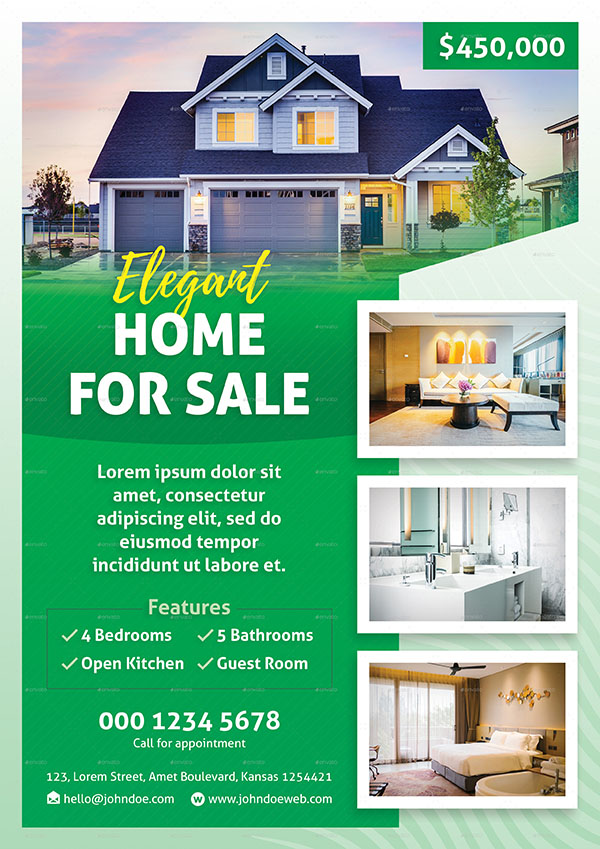 $450,000
Elegant
HOME
FOR SALE
Lorem ipsum dolor sit
amet, consectetur
adipiscing elit, sed do
eiusmod tempor
incididunt ut labore et.
Features
4 Bedrooms
5 Bathrooms
Open Kitchen
Guest Room
000 1234 5678
Call for appointment
123, Lorem Street, Amet Boulevard, Kansas 1254421
hello@johndoe.com
www.johndoeweb.com